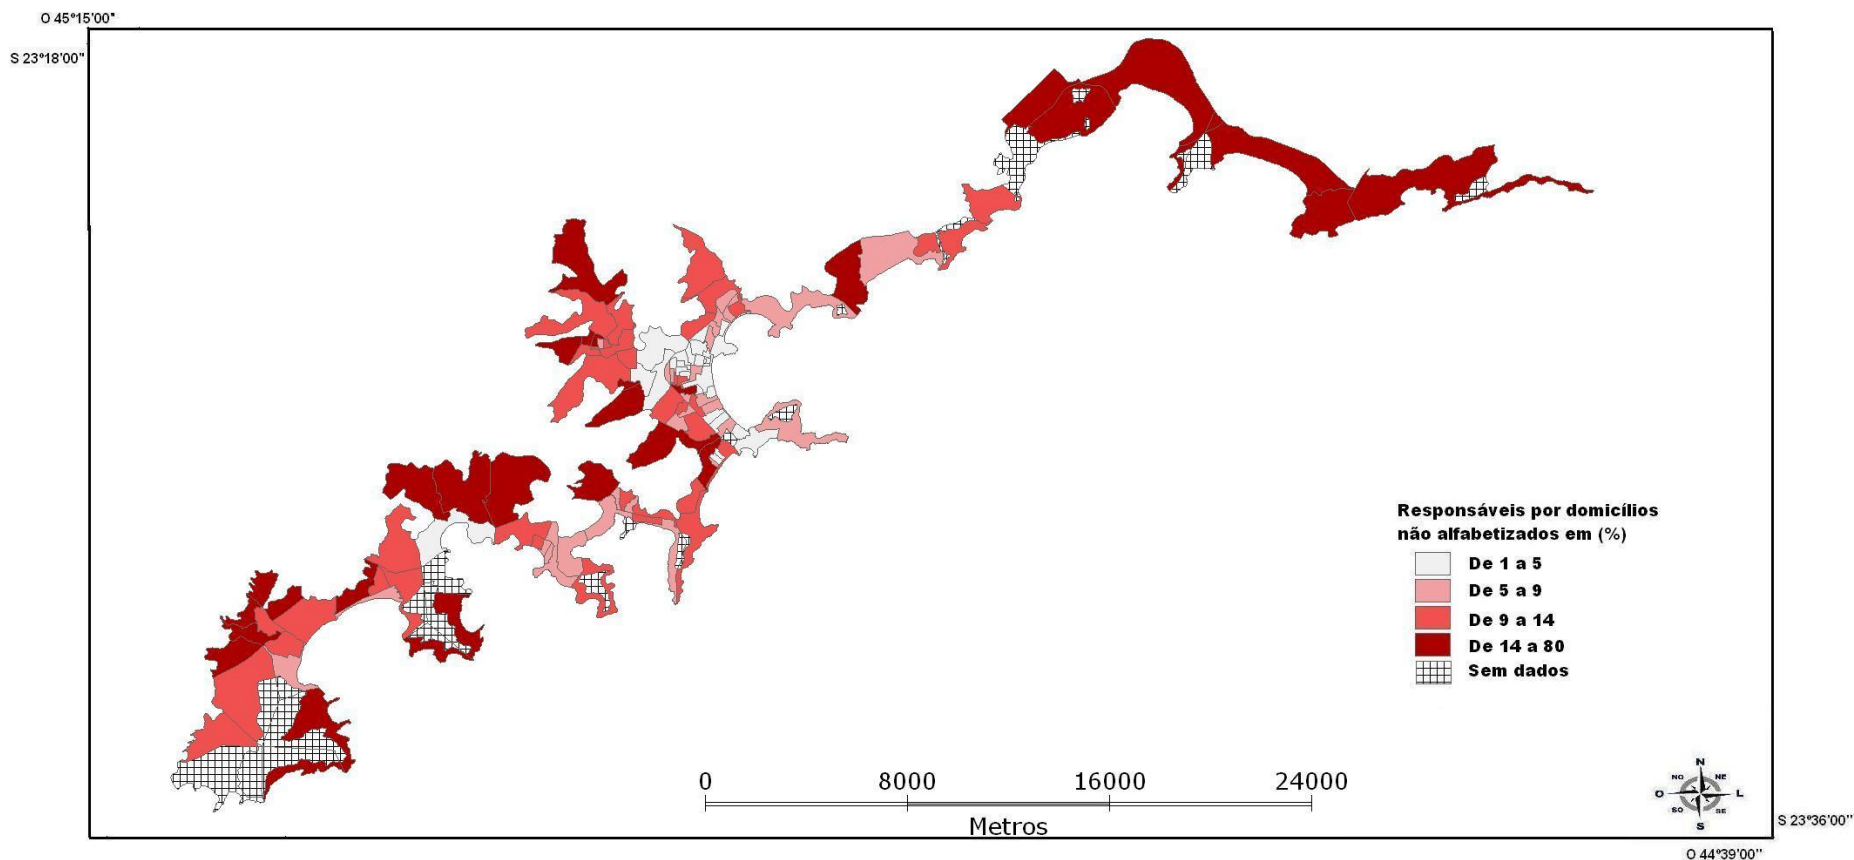 O 45°15'00"
S 23°18'00''
Responsáveis por domicílios
não alfabetizados em (%)
De 1 a 5
De 5 a 9
De 9 a 14
De 14 a 80
Sem dados
0 8000 16000 24000
Metros
N
NO NE
O L
SO SE
S
S 23°36'00''
O 44°39'00''